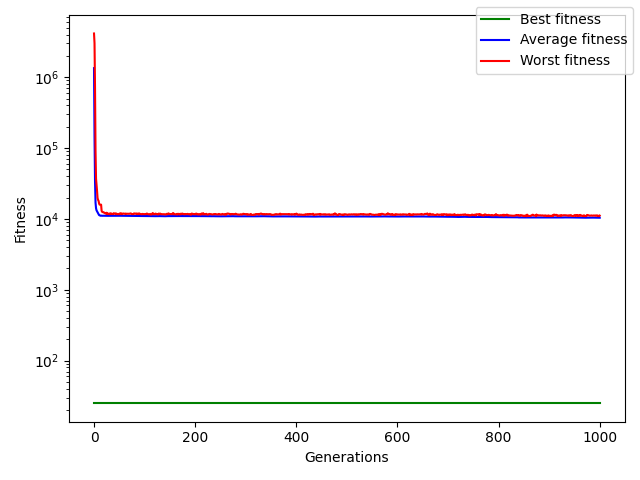 Best fitness
Average fitness
Worst fitness
10^6
10^5
10^4
10^3
10^2
Fitness
0 200 400 600 800 1000
Generations